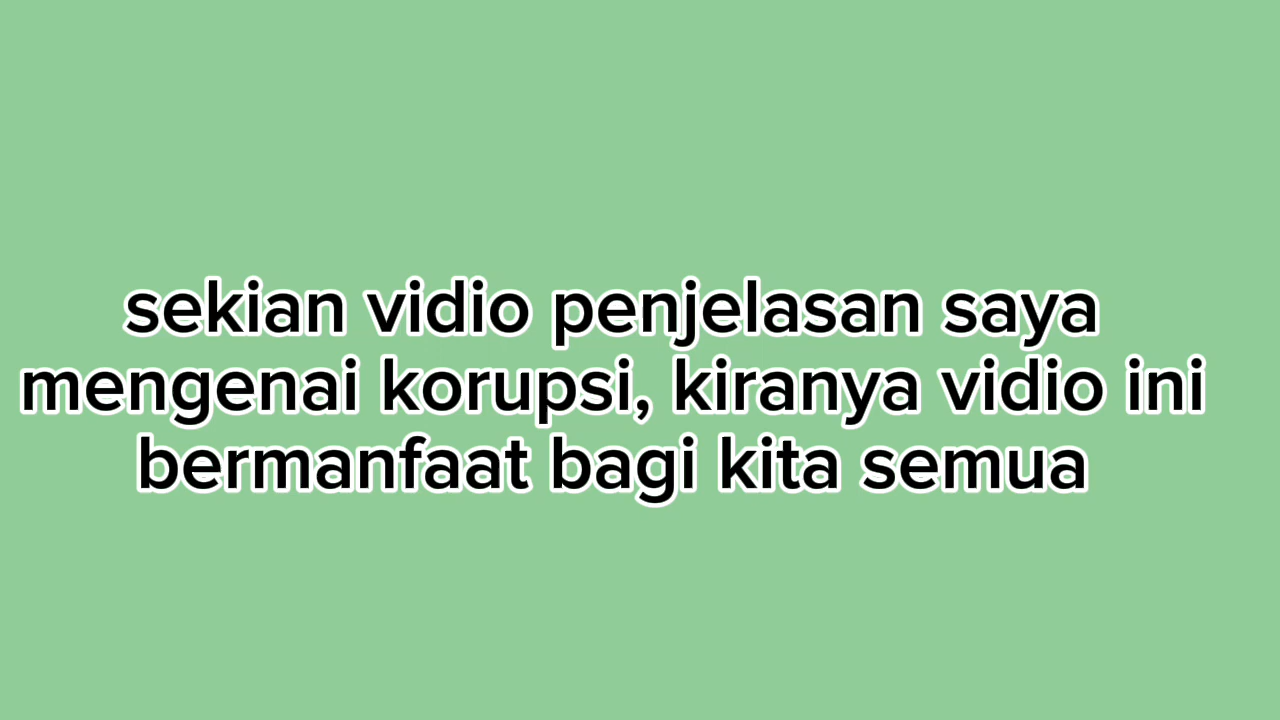 sekian vidio penjelasan saya
mengenai korupsi, kiranya vidio ini
bermanfaat bagi kita semua